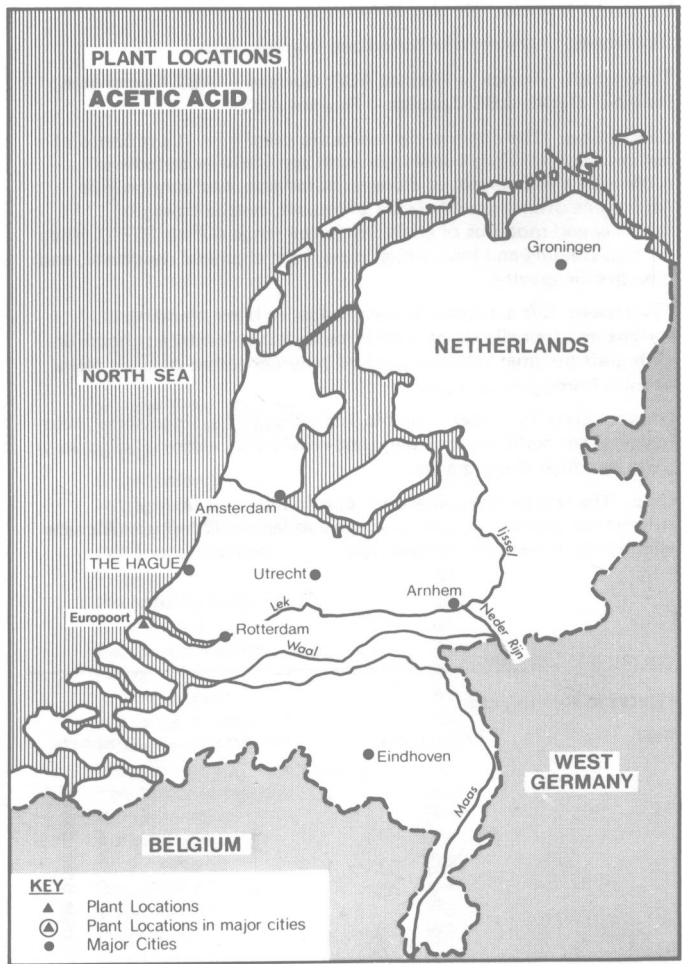 PLANT LOCATIONS
ACETIC ACID
Groningen
NETHERLANDS
NORTH SEA
Amsterdam
Ijssel
THE HAGUE
Utrecht
Arnhem
Lek
Europoort
Neder Rijn
Rotterdam
Waal
Eindhoven
WEST
GERMANY
Maas
BELGIUM
KEY
Plant Locations
Plant Locations in major cities
Major Cities